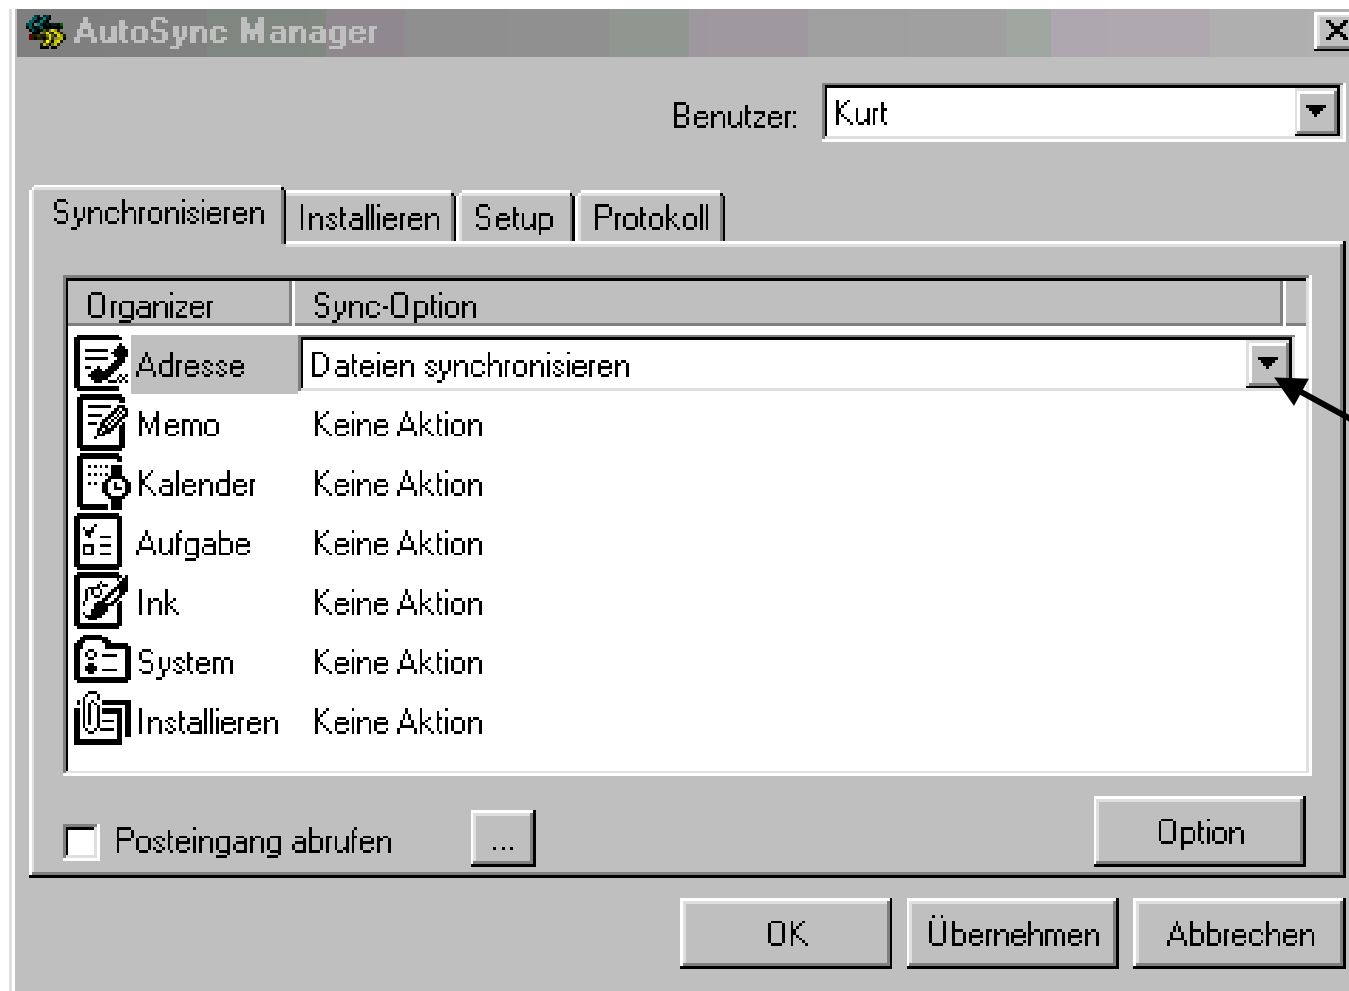 AutoSync Manager
Benutzer: Kurt
Synchronisieren Installieren Setup Protokoll
Organizer Sync-Option
Adresse Dateien synchronisieren
Memo Keine Aktion
Kalender Keine Aktion
Aufgabe Keine Aktion
Ink Keine Aktion
System Keine Aktion
Installieren Keine Aktion
Posteingang abrufen ... Option
OK Übernehmen Abbrechen